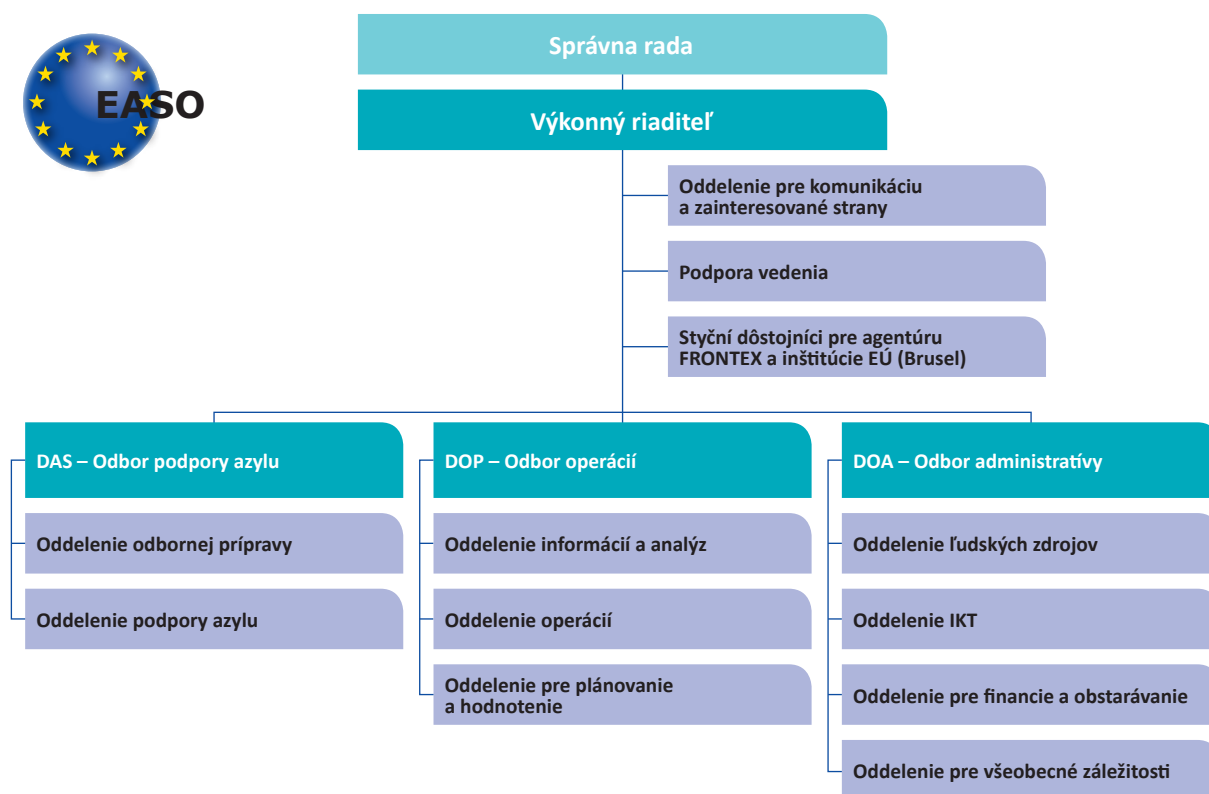 EASO
Správna rada
Výkonný riaditeľ
Oddelenie pre komunikáciu
a zainteresované strany
Podpora vedenia
Styční dôstojníci pre agentúru
FRONTEX a inštitúcie EÚ (Brusel)
DAS – Odbor podpory azylu
Oddelenie odbornej prípravy
Oddelenie podpory azylu
DOP – Odbor operácií
Oddelenie informácií a analýz
Oddelenie operácií
Oddelenie pre plánovanie
a hodnotenie
DOA – Odbor administratívy
Oddelenie ľudských zdrojov
Oddelenie IKT
Oddelenie pre financie a obstarávanie
Oddelenie pre všeobecné záležitosti